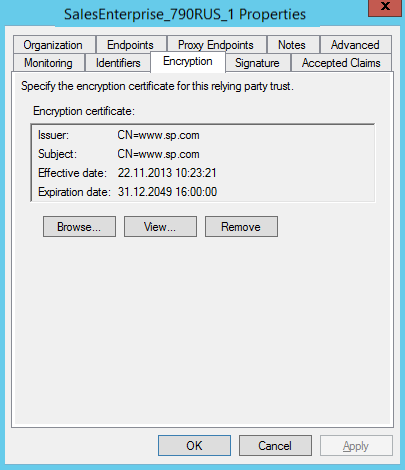 SalesEnterprise_790RUS_1 Properties
x
Organization Endpoints Proxy Endpoints Notes Advanced
Monitoring Identifiers Encryption Signature Accepted Claims
Specify the encryption certificate for this relying party trust.
Encryption certificate:
Issuer: CN=www.sp.com
Subject: CN=www.sp.com
Effective date: 22.11.2013 10:23:21
Expiration date: 31.12.2049 16:00:00
Browse... View... Remove
OK Cancel Apply